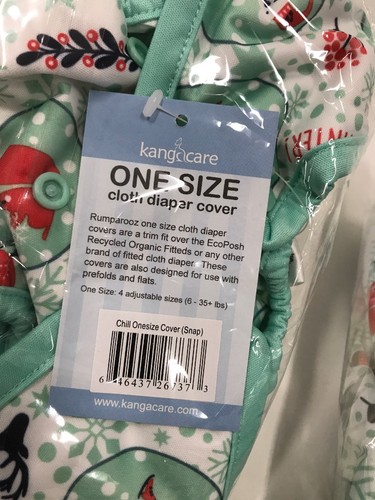 WINTER!
kangacare
ONE SIZE
cloth diaper cover
Rumparooz one size cloth diaper
covers are a trim fit over the EcoPosh
Recycled Organic Fitteds or any other
brand of fitted cloth diaper. These
covers are also designed for use with
prefolds and flats.
One Size: 4 adjustable sizes (6 - 35+ lbs)
Chill Onesize Cover (Snap)
6 46437 26737 3
www.kangacare.com